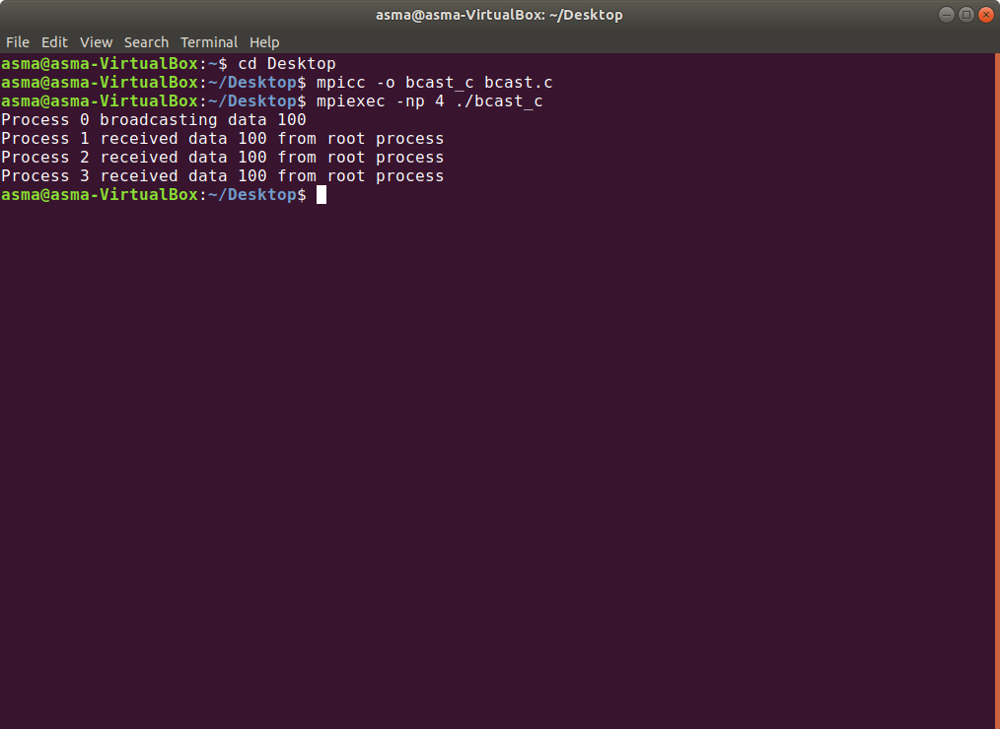 asma@asma-VirtualBox: ~/Desktop
File Edit View Search Terminal Help
asma@asma-VirtualBox:~$ cd Desktop
asma@asma-VirtualBox:~/Desktop$ mpicc -o bcast_c bcast.c
asma@asma-VirtualBox:~/Desktop$ mpiexec -np 4 ./bcast_c
Process 0 broadcasting data 100
Process 1 received data 100 from root process
Process 2 received data 100 from root process
Process 3 received data 100 from root process
asma@asma-VirtualBox:~/Desktop$